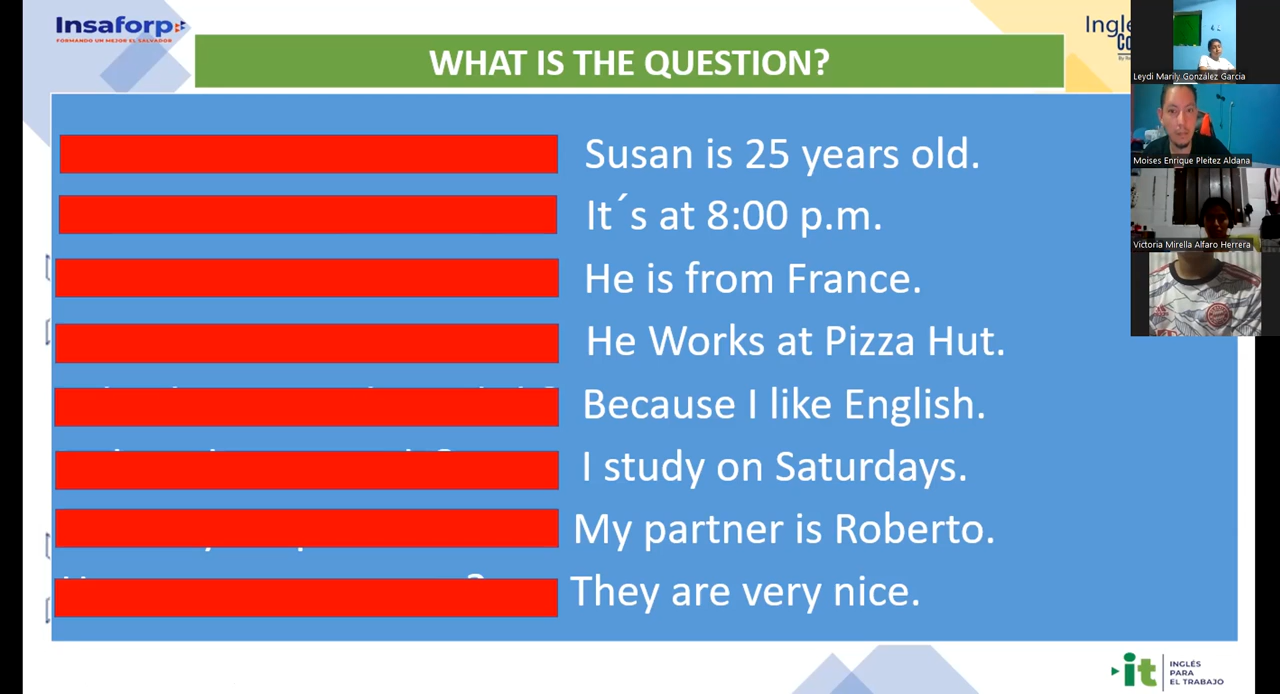 Insaforp
FORMANDO UN MEJOR EL SALVADOR
WHAT IS THE QUESTION?
Leydi Marily González Garcia
Susan is 25 years old.
Moises Enrique Pleitez Aldana
It´s at 8:00 p.m.
Victoria Mirella Alfaro Herrera
He is from France.
He Works at Pizza Hut.
Because I like English.
I study on Saturdays.
My partner is Roberto.
They are very nice.
it
INGLÉS
PARA
EL TRABAJO